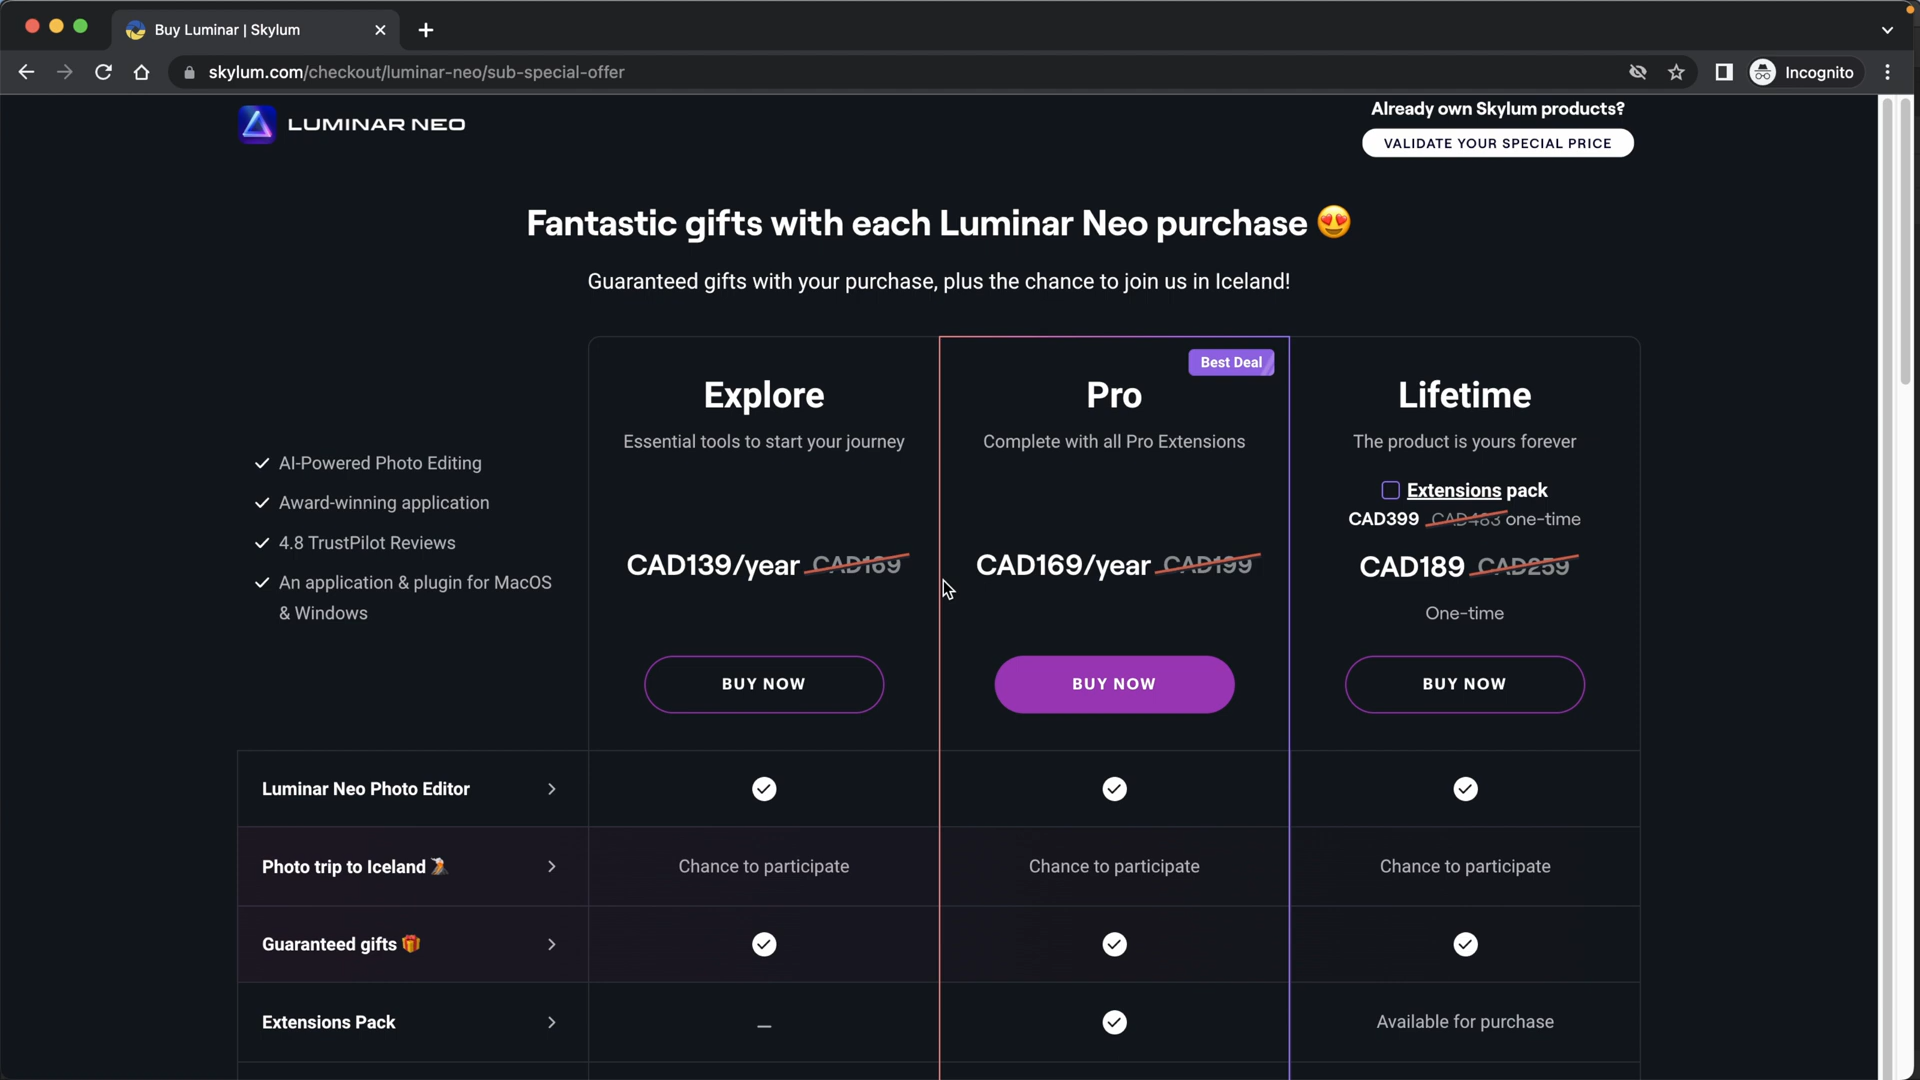 Buy Luminar | Skylum
skylum.com/checkout/luminar-neo/sub-special-offer
Incognito
LUMINAR NEO
Already own Skylum products?
VALIDATE YOUR SPECIAL PRICE
Fantastic gifts with each Luminar Neo purchase 😍
Guaranteed gifts with your purchase, plus the chance to join us in Iceland!
AI-Powered Photo Editing
Award-winning application
4.8 TrustPilot Reviews
An application & plugin for MacOS
& Windows
Explore
Essential tools to start your journey
CAD139/year CAD169
BUY NOW
Best Deal
Pro
Complete with all Pro Extensions
CAD169/year CAD199
BUY NOW
Lifetime
The product is yours forever
Extensions pack
CAD399 CAD483 one-time
CAD189 CAD259
One-time
BUY NOW
Luminar Neo Photo Editor
Photo trip to Iceland 🌋
Chance to participate
Chance to participate
Chance to participate
Guaranteed gifts 🎁
Extensions Pack
–
Available for purchase